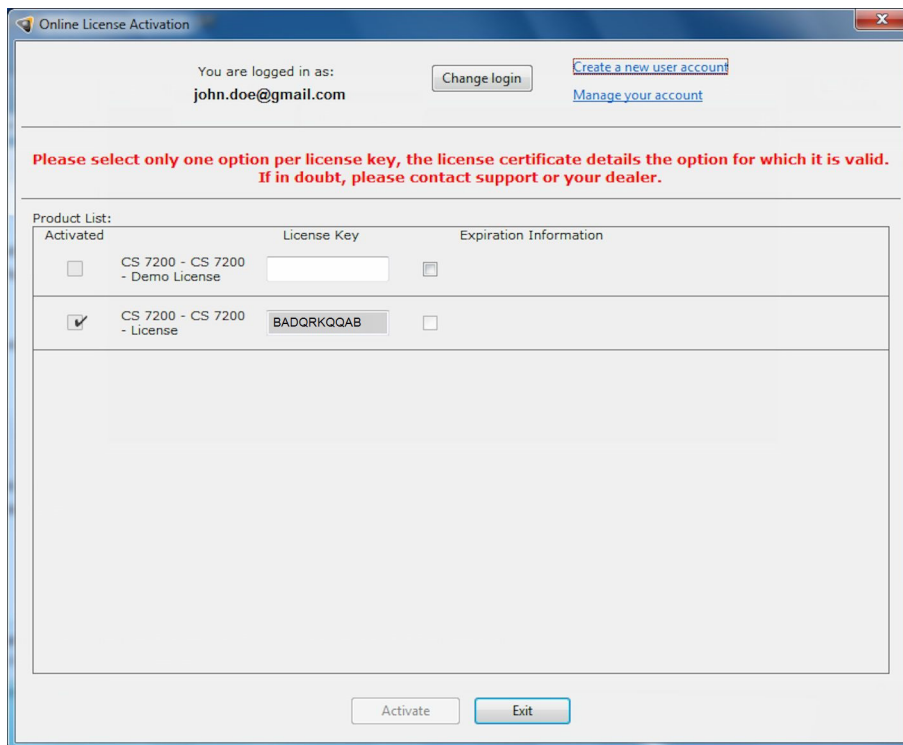 Online License Activation
You are logged in as:
john.doe@gmail.com
Change login
Create a new user account
Manage your account
Please select only one option per license key, the license certificate details the option for which it is valid.
If in doubt, please contact support or your dealer.
Product List:
Activated License Key Expiration Information
CS 7200 - CS 7200
- Demo License
CS 7200 - CS 7200
- License
BADQRKQQAB
Activate Exit